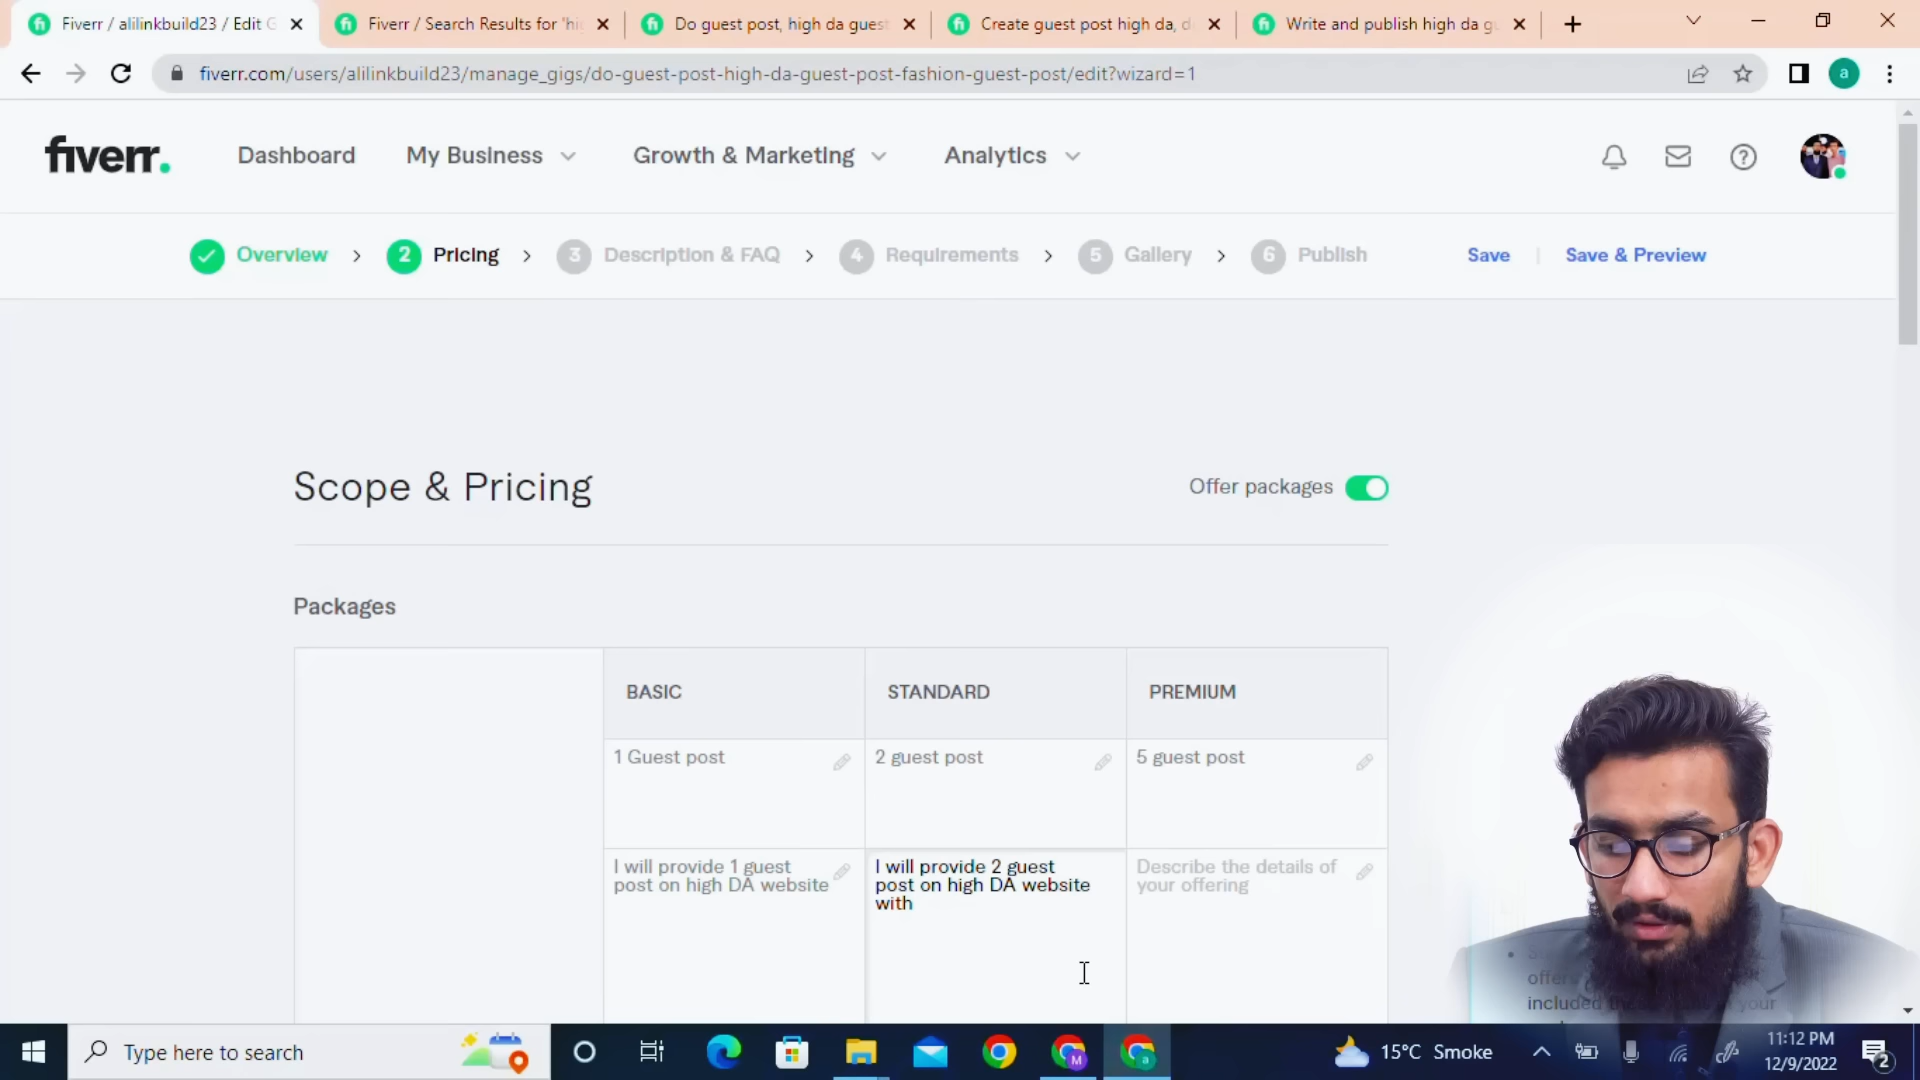 Fiverr / alilinkbuild23 / Edit G
Fiverr / Search Results for 'hi
Do guest post, high da guest
Create guest post high da, d
Write and publish high da g
fiverr.com/users/alilinkbuild23/manage_gigs/do-guest-post-high-da-guest-post-fashion-guest-post/edit?wizard=1
a
fiverr.
Dashboard
My Business
Growth & Marketing
Analytics
Overview
2 Pricing
3 Description & FAQ
4 Requirements
5 Gallery
6 Publish
Save
Save & Preview
Scope & Pricing
Offer packages
Packages
BASIC
STANDARD
PREMIUM
1 Guest post
2 guest post
5 guest post
I will provide 1 guest
post on high DA website
I will provide 2 guest
post on high DA website
with
Describe the details of
your offering
included
your
Type here to search
M
a
15°C Smoke
11:12 PM
12/9/2022
2